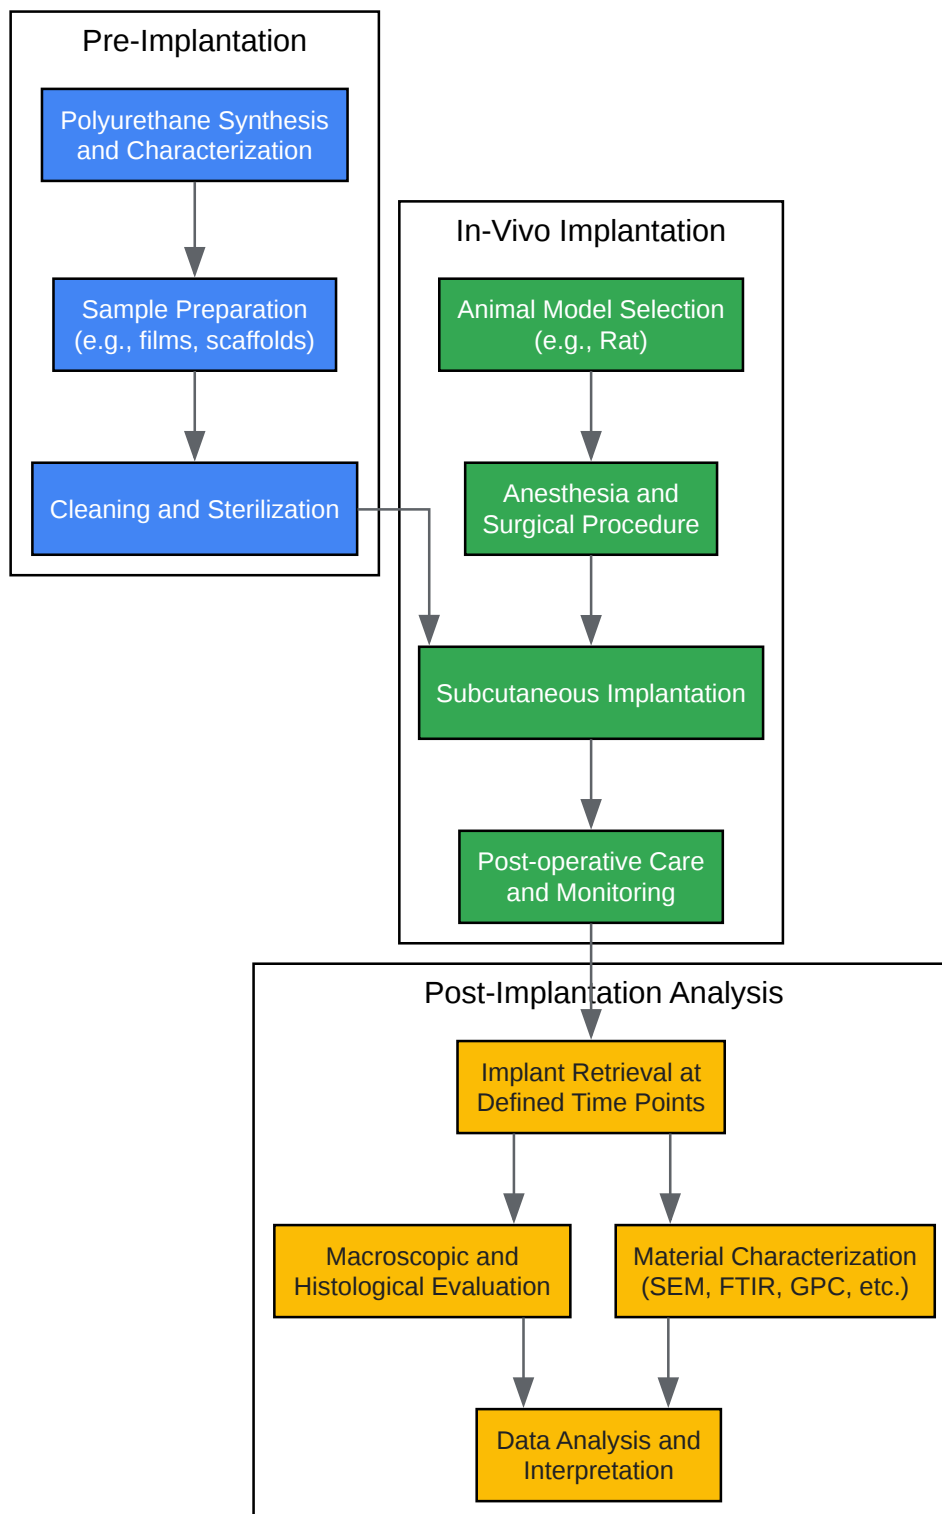 Pre-Implantation
Polyurethane Synthesis
and Characterization
Sample Preparation
(e.g., films, scaffolds)
Cleaning and Sterilization
In-Vivo Implantation
Animal Model Selection
(e.g., Rat)
Anesthesia and
Surgical Procedure
Subcutaneous Implantation
Post-operative Care
and Monitoring
Post-Implantation Analysis
Implant Retrieval at
Defined Time Points
Macroscopic and
Histological Evaluation
Material Characterization
(SEM, FTIR, GPC, etc.)
Data Analysis and
Interpretation